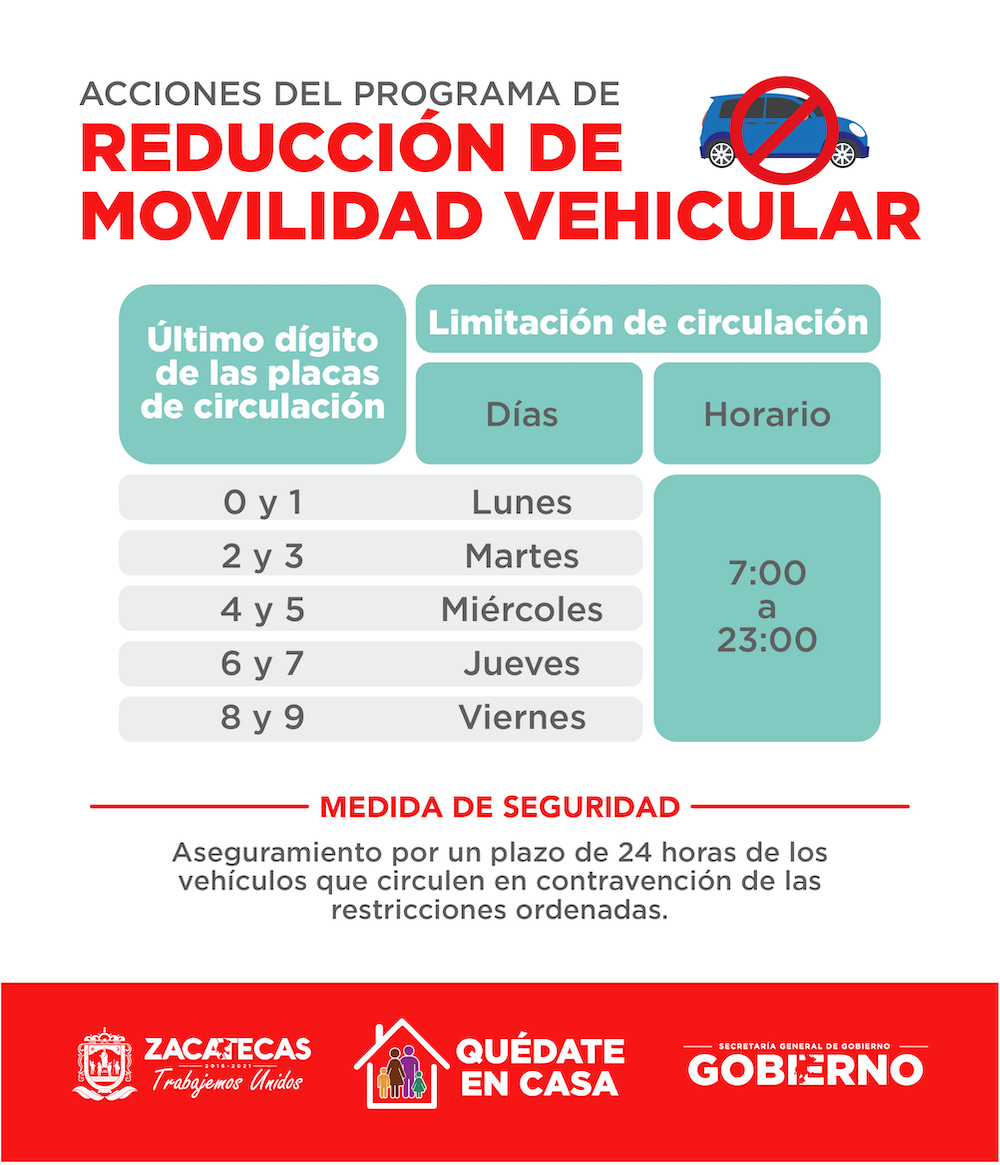 ACCIONES DEL PROGRAMA DE
REDUCCIÓN DE
MOVILIDAD VEHICULAR
Último dígito
de las placas
de circulación
Limitación de circulación
Días
Horario
0 y 1 Lunes
2 y 3 Martes
4 y 5 Miércoles
6 y 7 Jueves
8 y 9 Viernes
7:00
a
23:00
MEDIDA DE SEGURIDAD
Aseguramiento por un plazo de 24 horas de los
vehículos que circulen en contravención de las
restricciones ordenadas.
ZACATECAS
2016-2021
Trabajemos Unidos
QUÉDATE
EN CASA
SECRETARÍA GENERAL DE GOBIERNO
GOBIERNO